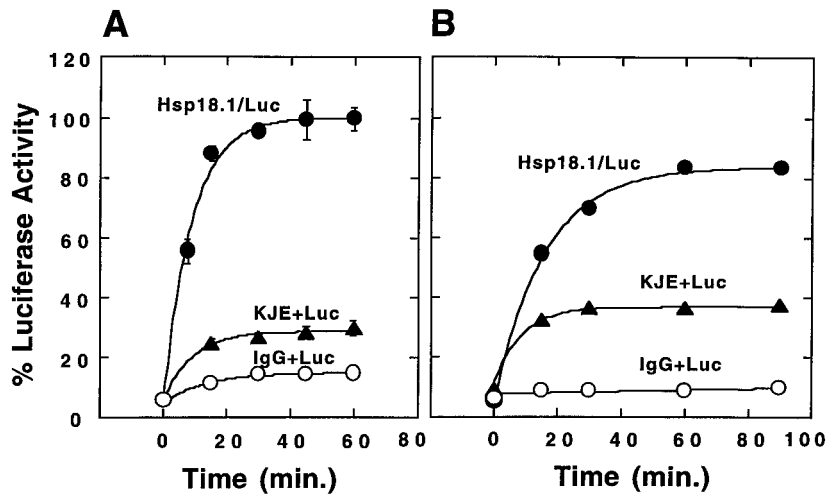 A
B
% Luciferase Activity
120
100
80
60
40
20
0
Hsp18.1/Luc
KJE+Luc
IgG+Luc
0 20 40 60 80
Time (min.)
Hsp18.1/Luc
KJE+Luc
IgG+Luc
0 20 40 60 80 100
Time (min.)